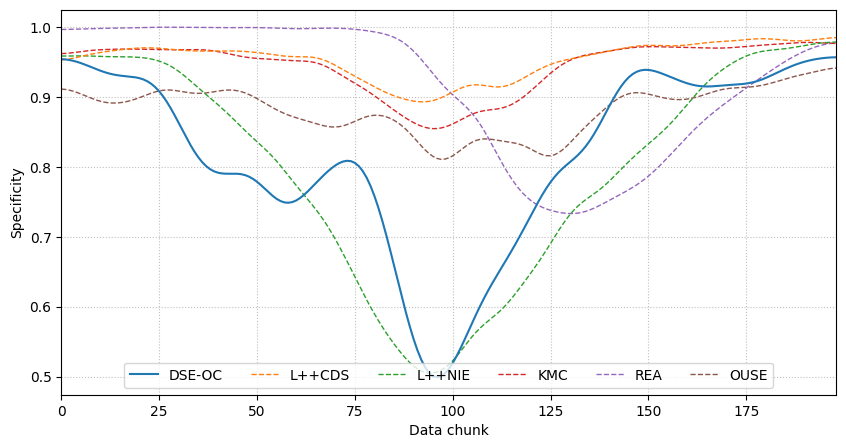 1.0
0.9
0.8
0.7
0.6
0.5
Specificity
DSE-OC L++CDS L++NIE KMC REA OUSE
0 25 50 75 100 125 150 175
Data chunk